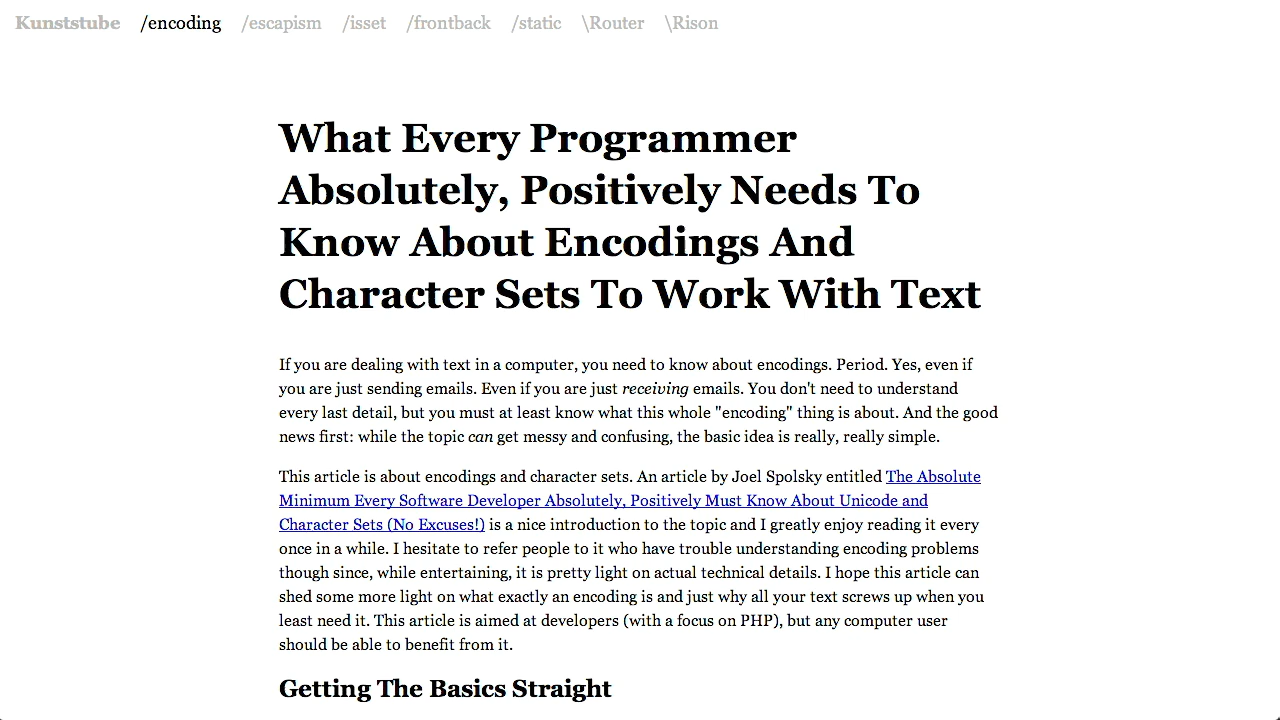 Kunststube /encoding /escapism /isset /frontback /static \Router \Rison
What Every Programmer
Absolutely, Positively Needs To
Know About Encodings And
Character Sets To Work With Text
If you are dealing with text in a computer, you need to know about encodings. Period. Yes, even if
you are just sending emails. Even if you are just receiving emails. You don't need to understand
every last detail, but you must at least know what this whole "encoding" thing is about. And the good
news first: while the topic can get messy and confusing, the basic idea is really, really simple.
This article is about encodings and character sets. An article by Joel Spolsky entitled The Absolute
Minimum Every Software Developer Absolutely, Positively Must Know About Unicode and
Character Sets (No Excuses!) is a nice introduction to the topic and I greatly enjoy reading it every
once in a while. I hesitate to refer people to it who have trouble understanding encoding problems
though since, while entertaining, it is pretty light on actual technical details. I hope this article can
shed some more light on what exactly an encoding is and just why all your text screws up when you
least need it. This article is aimed at developers (with a focus on PHP), but any computer user
should be able to benefit from it.
Getting The Basics Straight